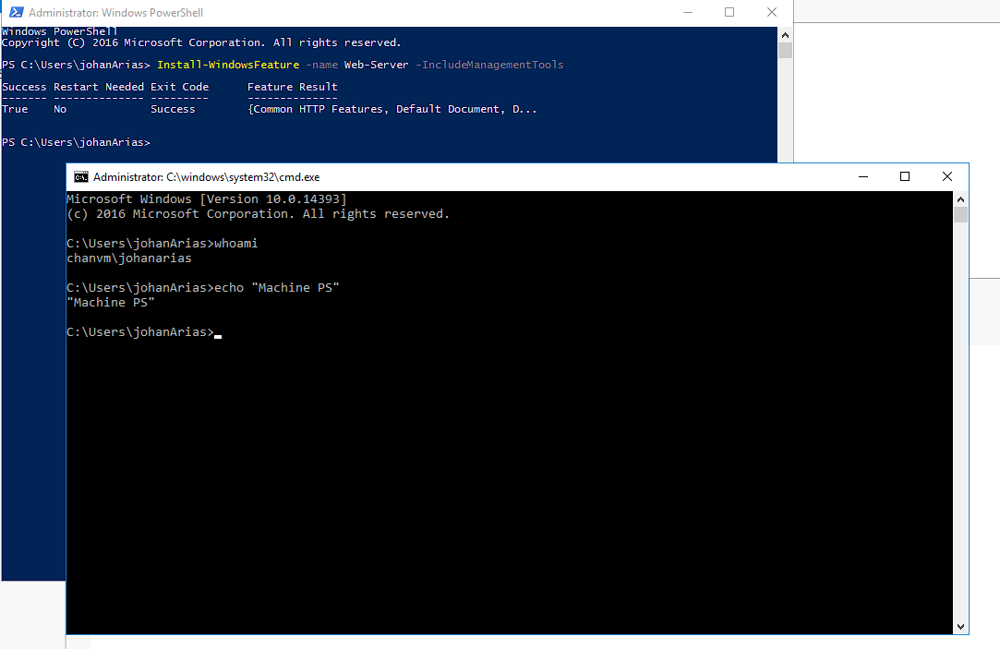 Administrator: Windows PowerShell
Windows PowerShell
Copyright (C) 2016 Microsoft Corporation. All rights reserved.
PS C:\Users\johanArias> Install-WindowsFeature -name Web-Server -IncludeManagementTools
Success Restart Needed Exit Code      Feature Result
------- -------------- ---------      --------------
True    No             Success        {Common HTTP Features, Default Document, D...
PS C:\Users\johanArias>
Administrator: C:\windows\system32\cmd.exe
Microsoft Windows [Version 10.0.14393]
(c) 2016 Microsoft Corporation. All rights reserved.
C:\Users\johanArias>whoami
chanvm\johanarias
C:\Users\johanArias>echo "Machine PS"
"Machine PS"
C:\Users\johanArias>